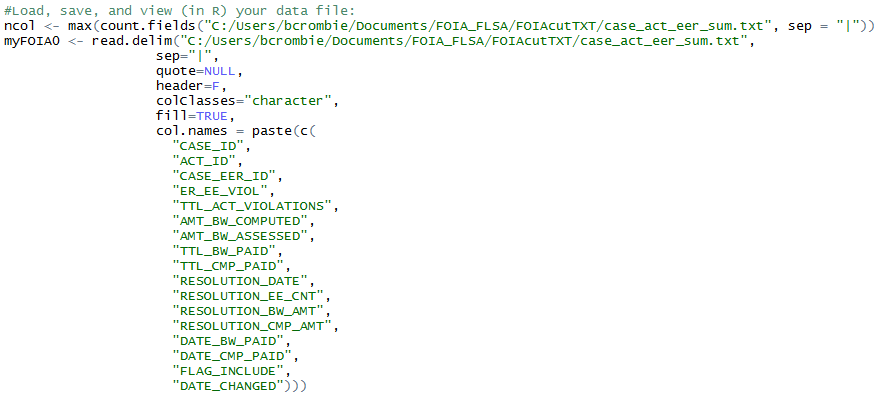 #Load, save, and view (in R) your data file:
ncol <- max(count.fields("C:/Users/bcrombie/Documents/FOIA_FLSA/FOIAcutTXT/case_act_eer_sum.txt", sep = "|"))
myFOIA0 <- read.delim("C:/Users/bcrombie/Documents/FOIA_FLSA/FOIAcutTXT/case_act_eer_sum.txt",
sep="|",
quote=NULL,
header=F,
colClasses="character",
fill=TRUE,
col.names = paste(c(
"CASE_ID",
"ACT_ID",
"CASE_EER_ID",
"ER_EE_VIOL",
"TTL_ACT_VIOLATIONS",
"AMT_BW_COMPUTED",
"AMT_BW_ASSESSED",
"TTL_BW_PAID",
"TTL_CMP_PAID",
"RESOLUTION_DATE",
"RESOLUTION_EE_CNT",
"RESOLUTION_BW_AMT",
"RESOLUTION_CMP_AMT",
"DATE_BW_PAID",
"DATE_CMP_PAID",
"FLAG_INCLUDE",
"DATE_CHANGED")))